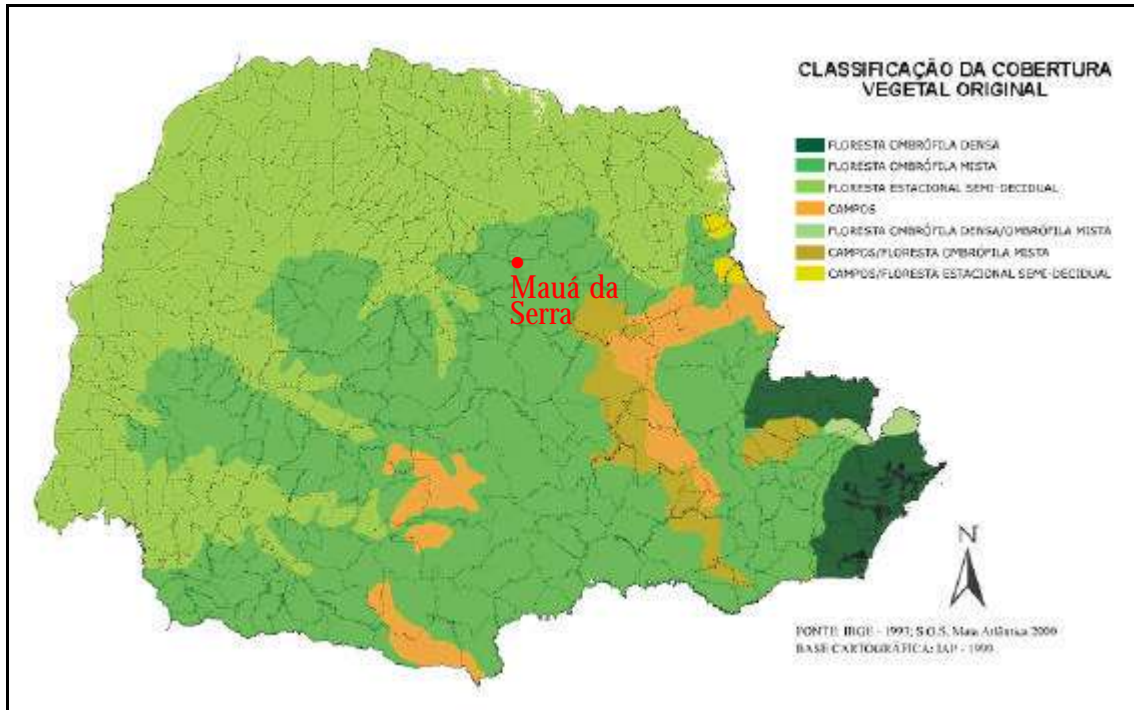 CLASSIFICAÇÃO DA COBERTURA
VEGETAL ORIGINAL
FLORESTA OMBRÓFILA DENSA
FLORESTA OMBRÓFILA MISTA
FLORESTA ESTACIONAL SEMI-DECIDUAL
CAMPOS
FLORESTA OMBRÓFILA DENSA/OMBRÓFILA MISTA
CAMPOS/FLORESTA OMBRÓFILA MISTA
CAMPOS/FLORESTA ESTACIONAL SEMI-DECIDUAL
Mauá da
Serra
N
FONTE: IBGE - 1997; S.O.S. Mata Atlântica 2000
BASE CARTOGRÁFICA: IAP - 1999